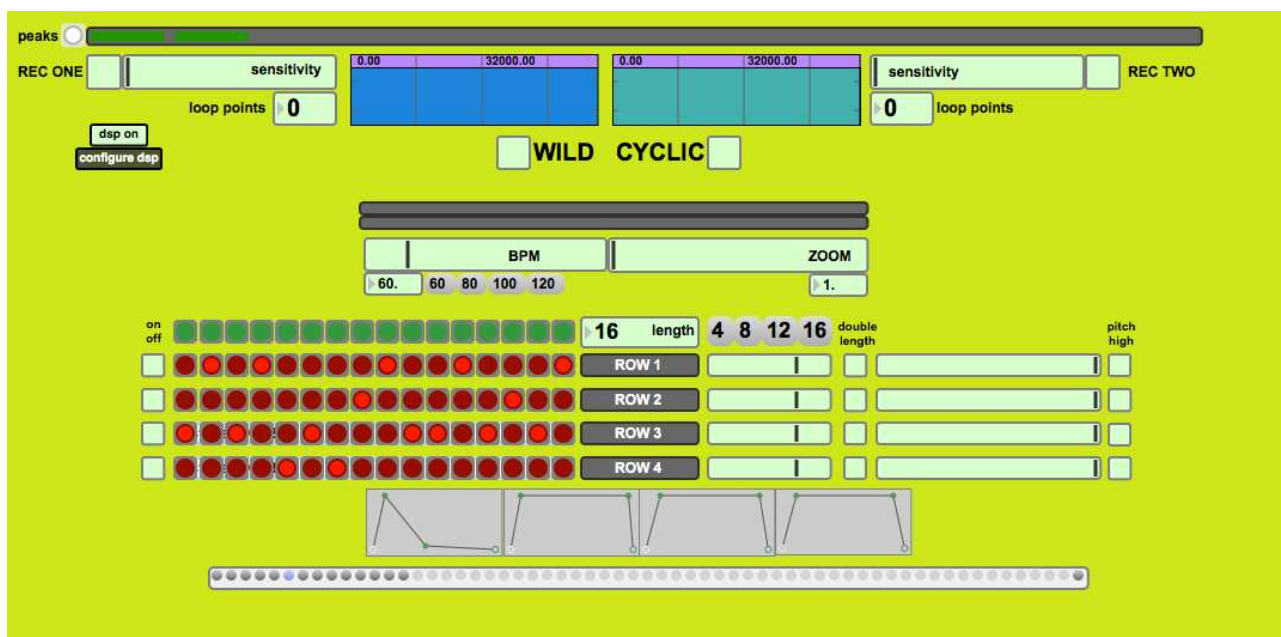 peaks
REC ONE
sensitivity
0.00 32000.00
0.00 32000.00
sensitivity
REC TWO
loop points 0
0 loop points
dsp on
configure dsp
WILD CYCLIC
BPM ZOOM
60. 60 80 100 120 1.
on
off
16 length 4 8 12 16
double
length
pitch
high
ROW 1
ROW 2
ROW 3
ROW 4